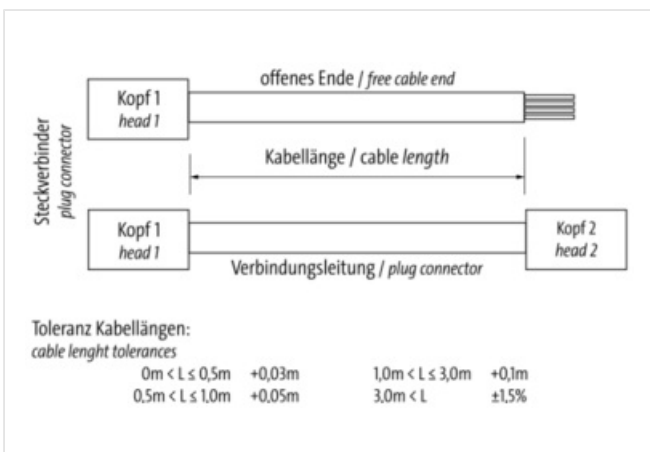 offenes Ende / free cable end
Kopf 1
head 1
Steckverbinder
plug connector
Kabellänge / cable length
Kopf 1
head 1
Kopf 2
head 2
Verbindungsleitung / plug connector
Toleranz Kabellängen:
cable lenght tolerances
0m < L ≤ 0,5m +0,03m 1,0m < L ≤ 3,0m +0,1m
0,5m < L ≤ 1,0m +0,05m 3,0m < L ±1,5%